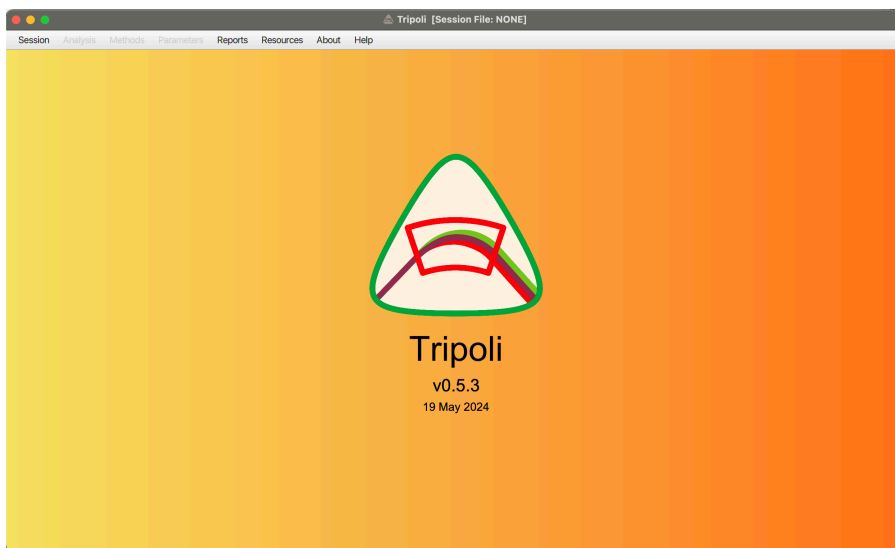 Tripoli [Session File: NONE]
Session Analysis Methods Parameters Reports Resources About Help
Tripoli
v0.5.3
19 May 2024